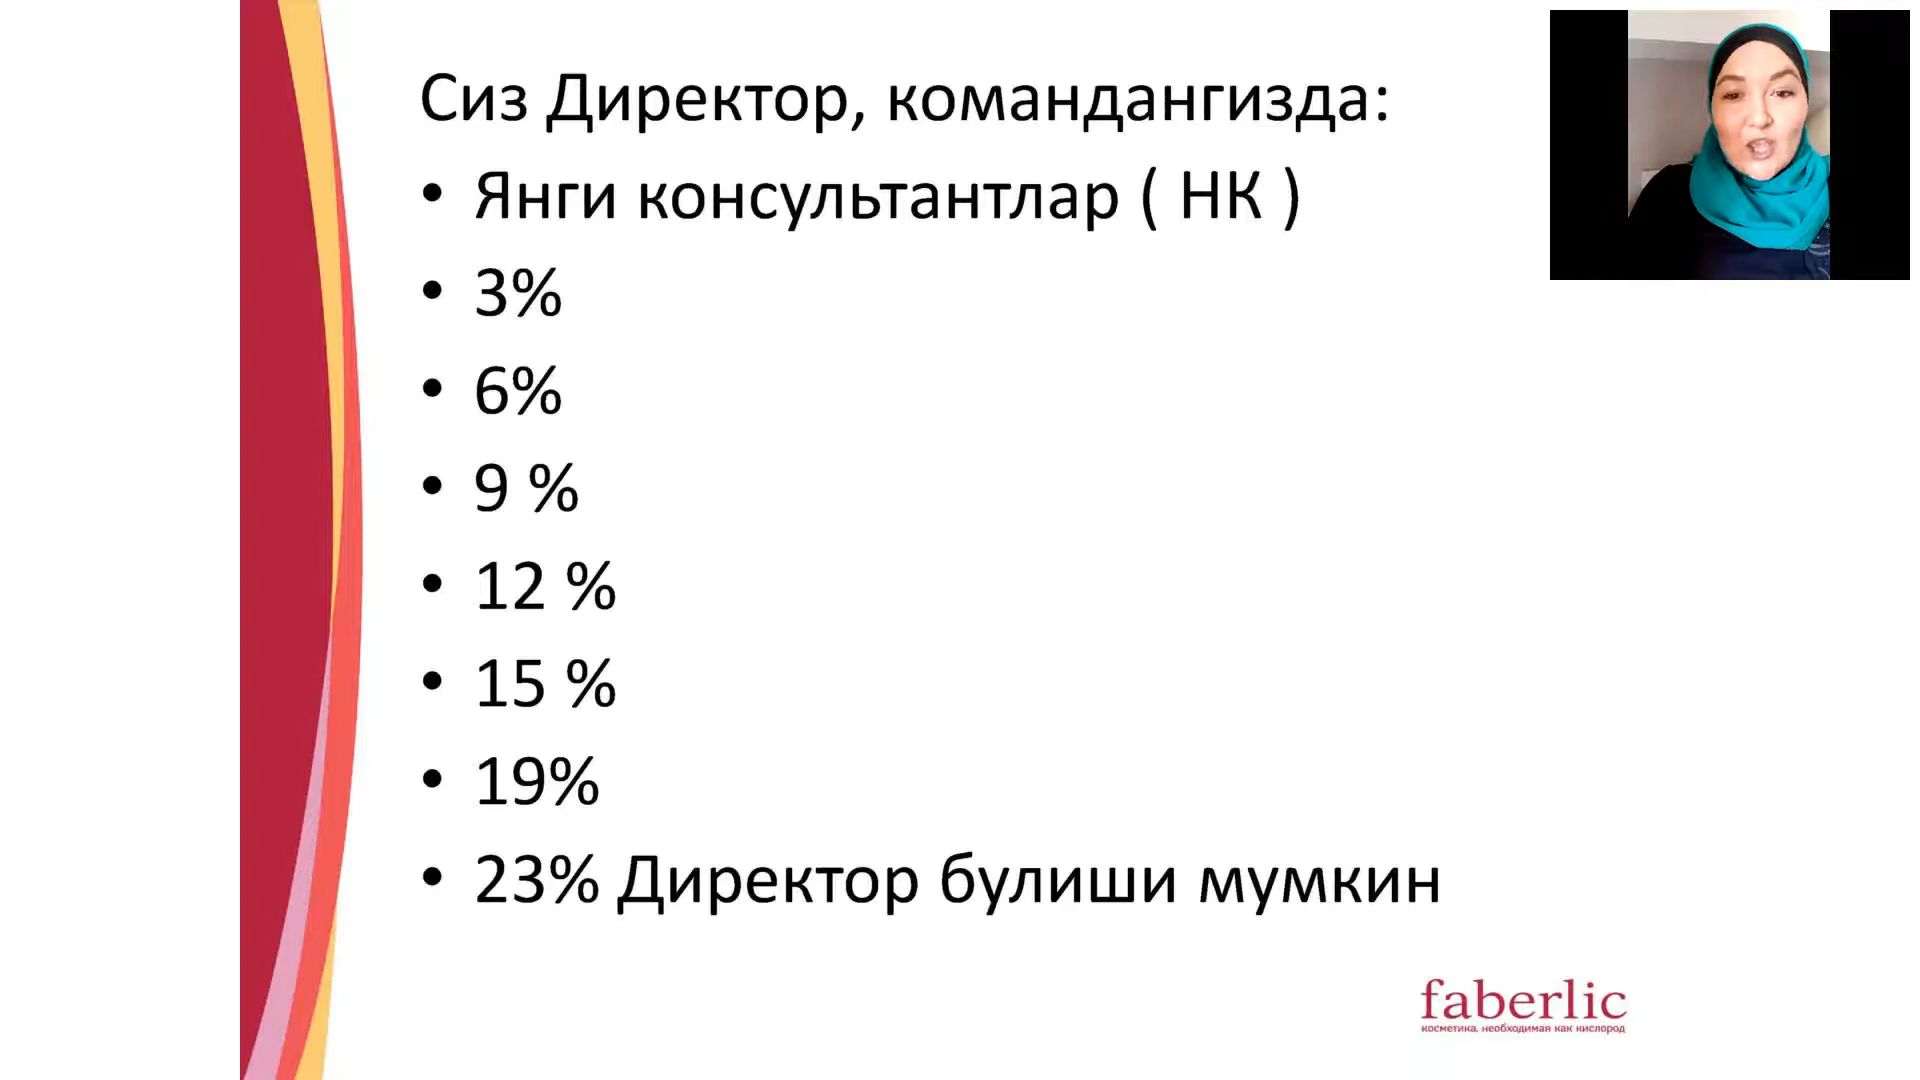 Сиз Директор, командангизда:
• Янги консультантлар ( НК )
• 3%
• 6%
• 9 %
• 12 %
• 15 %
• 19%
• 23% Директор булиши мумкин
faberlic
косметика, необходимая как кислород